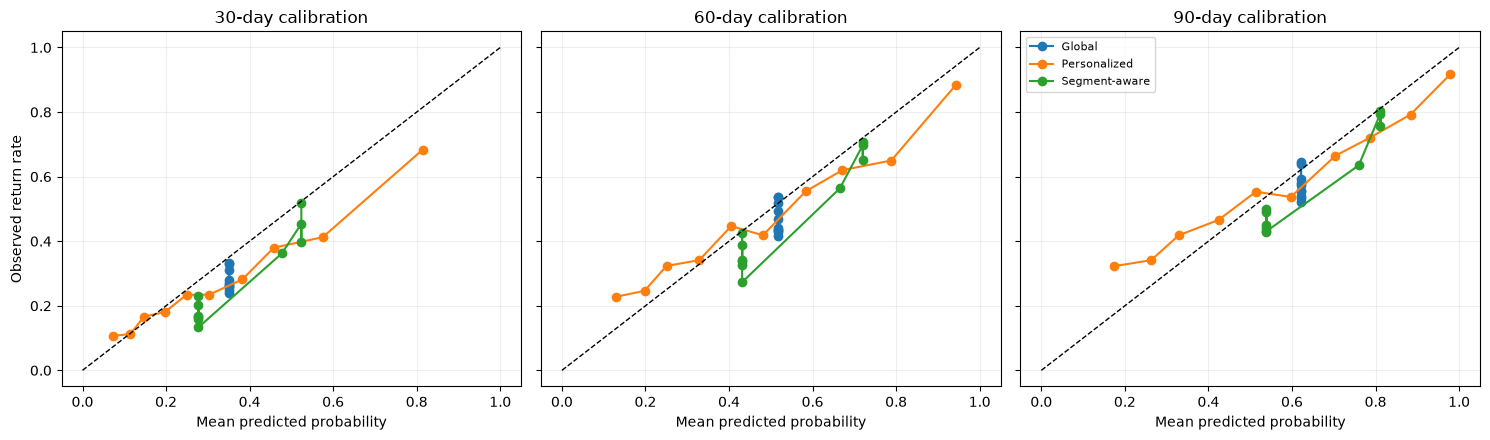 30-day calibration
60-day calibration
90-day calibration
Observed return rate
1.0
0.8
0.6
0.4
0.2
0.0
Global
Personalized
Segment-aware
0.0 0.2 0.4 0.6 0.8 1.0
0.0 0.2 0.4 0.6 0.8 1.0
0.0 0.2 0.4 0.6 0.8 1.0
Mean predicted probability
Mean predicted probability
Mean predicted probability